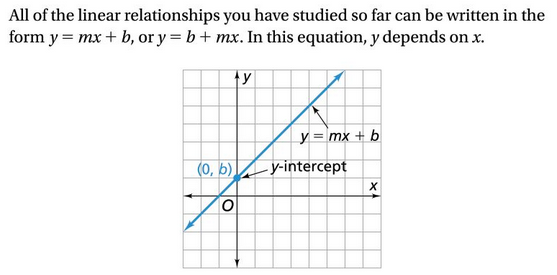 All of the linear relationships you have studied so far can be written in the
form y = mx + b, or y = b + mx. In this equation, y depends on x.
y
y = mx + b
(0, b)
y-intercept
x
O